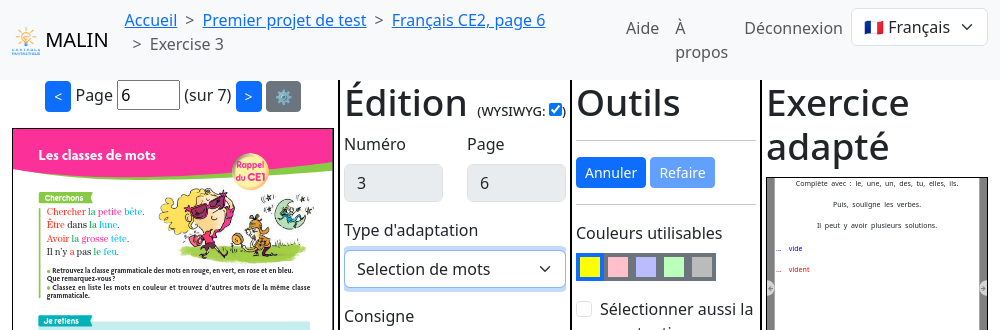 MALIN
Accueil > Premier projet de test > Français CE2, page 6
> Exercise 3
Aide À propos Déconnexion 🇫🇷 Français
< Page 6 (sur 7) > ⚙️
Les classes de mots
Rappel
du CE1
Cherchons
Chercher la petite bête.
Être dans la lune.
Avoir la grosse tête.
Il n'y a pas le feu.
• Retrouvez la classe grammaticale des mots en rouge, en vert, en rose et en bleu.
Que remarquez-vous ?
• Classez en liste les mots en couleur et trouvez d'autres mots de la même classe
grammaticale.
Je retiens
Édition (WYSIWYG: )
Numéro Page
3 6
Type d'adaptation
Selection de mots
Consigne
Outils
Annuler Refaire
Couleurs utilisables
Sélectionner aussi la
Exercice
adapté
Complète avec : le, une, un, des, tu, elles, ils.
Puis, souligne les verbes.
Il peut y avoir plusieurs solutions.
... vide
... vident